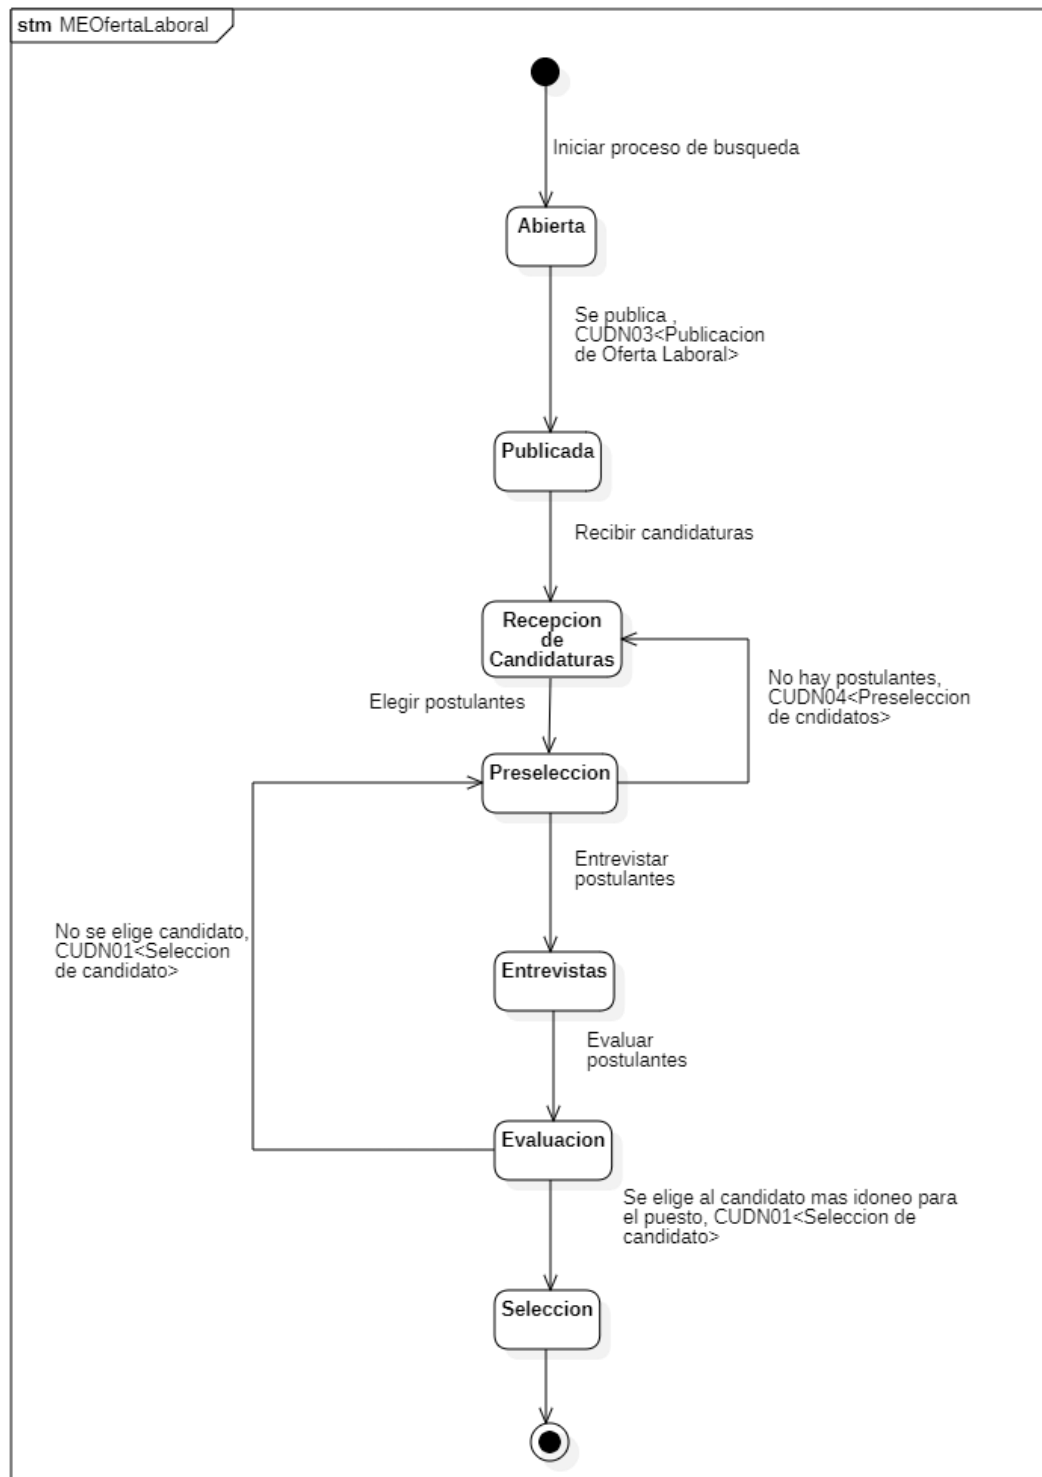 stm MEOfertaLaboral
Iniciar proceso de busqueda
Abierta
Se publica ,
CUDN03<Publicacion
de Oferta Laboral>
Publicada
Recibir candidaturas
Recepcion
de
Candidaturas
No hay postulantes,
CUDN04<Preseleccion
de cndidatos>
Elegir postulantes
Preseleccion
Entrevistar
postulantes
No se elige candidato,
CUDN01<Seleccion
de candidato>
Entrevistas
Evaluar
postulantes
Evaluacion
Se elige al candidato mas idoneo para
el puesto, CUDN01<Seleccion de
candidato>
Seleccion